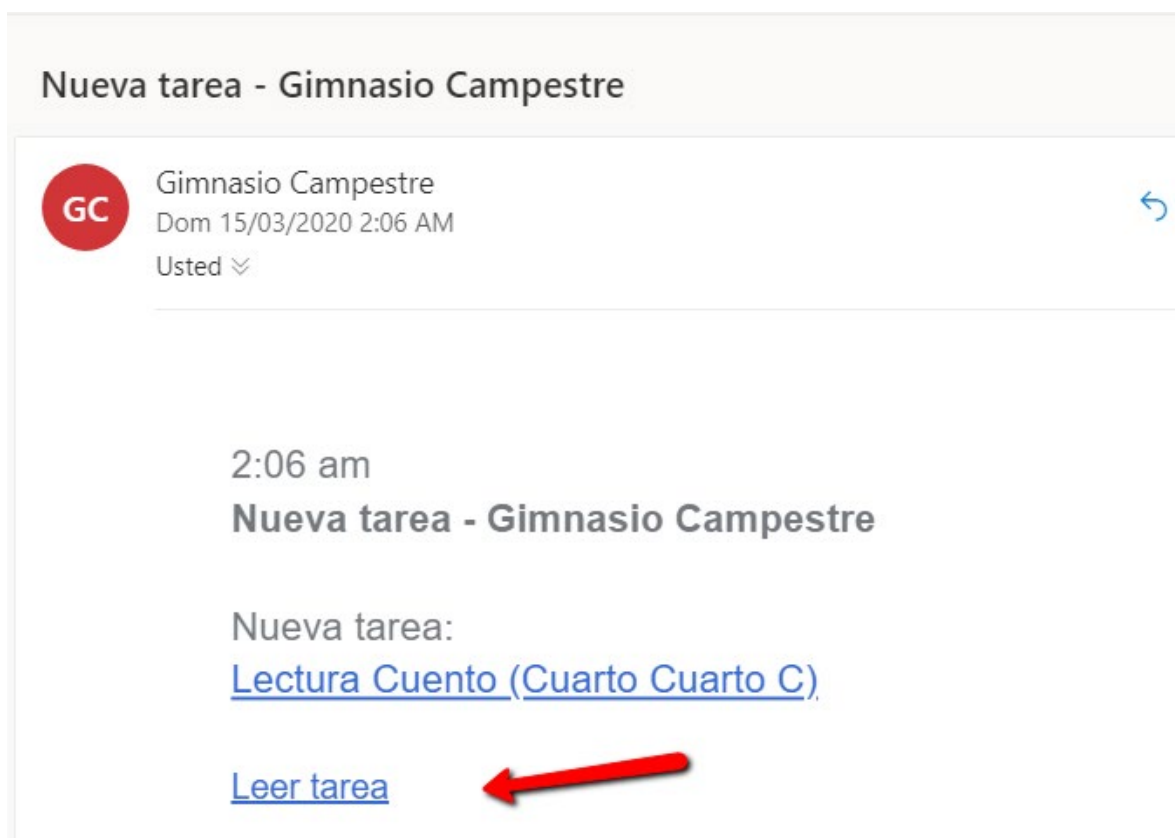 Nueva tarea - Gimnasio Campestre
GC
Gimnasio Campestre
Dom 15/03/2020 2:06 AM
Usted
2:06 am
Nueva tarea - Gimnasio Campestre
Nueva tarea:
Lectura Cuento (Cuarto Cuarto C)
Leer tarea